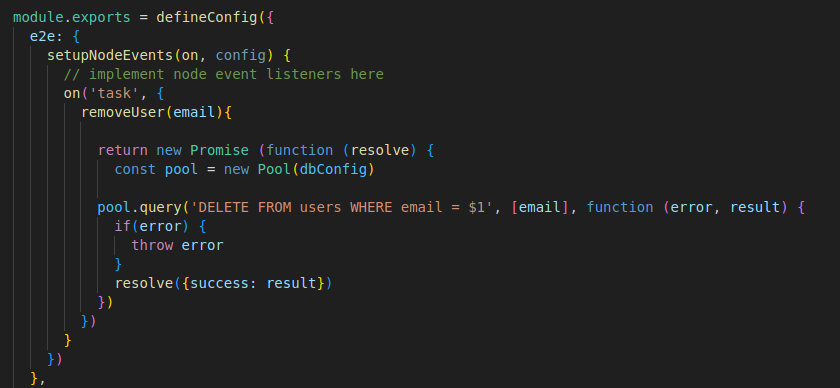 module.exports = defineConfig({
e2e: {
setupNodeEvents(on, config) {
// implement node event listeners here
on('task', {
removeUser(email){
return new Promise (function (resolve) {
const pool = new Pool(dbConfig)
pool.query('DELETE FROM users WHERE email = $1', [email], function (error, result) {
if(error) {
throw error
}
resolve({success: result})
})
})
}
})
},